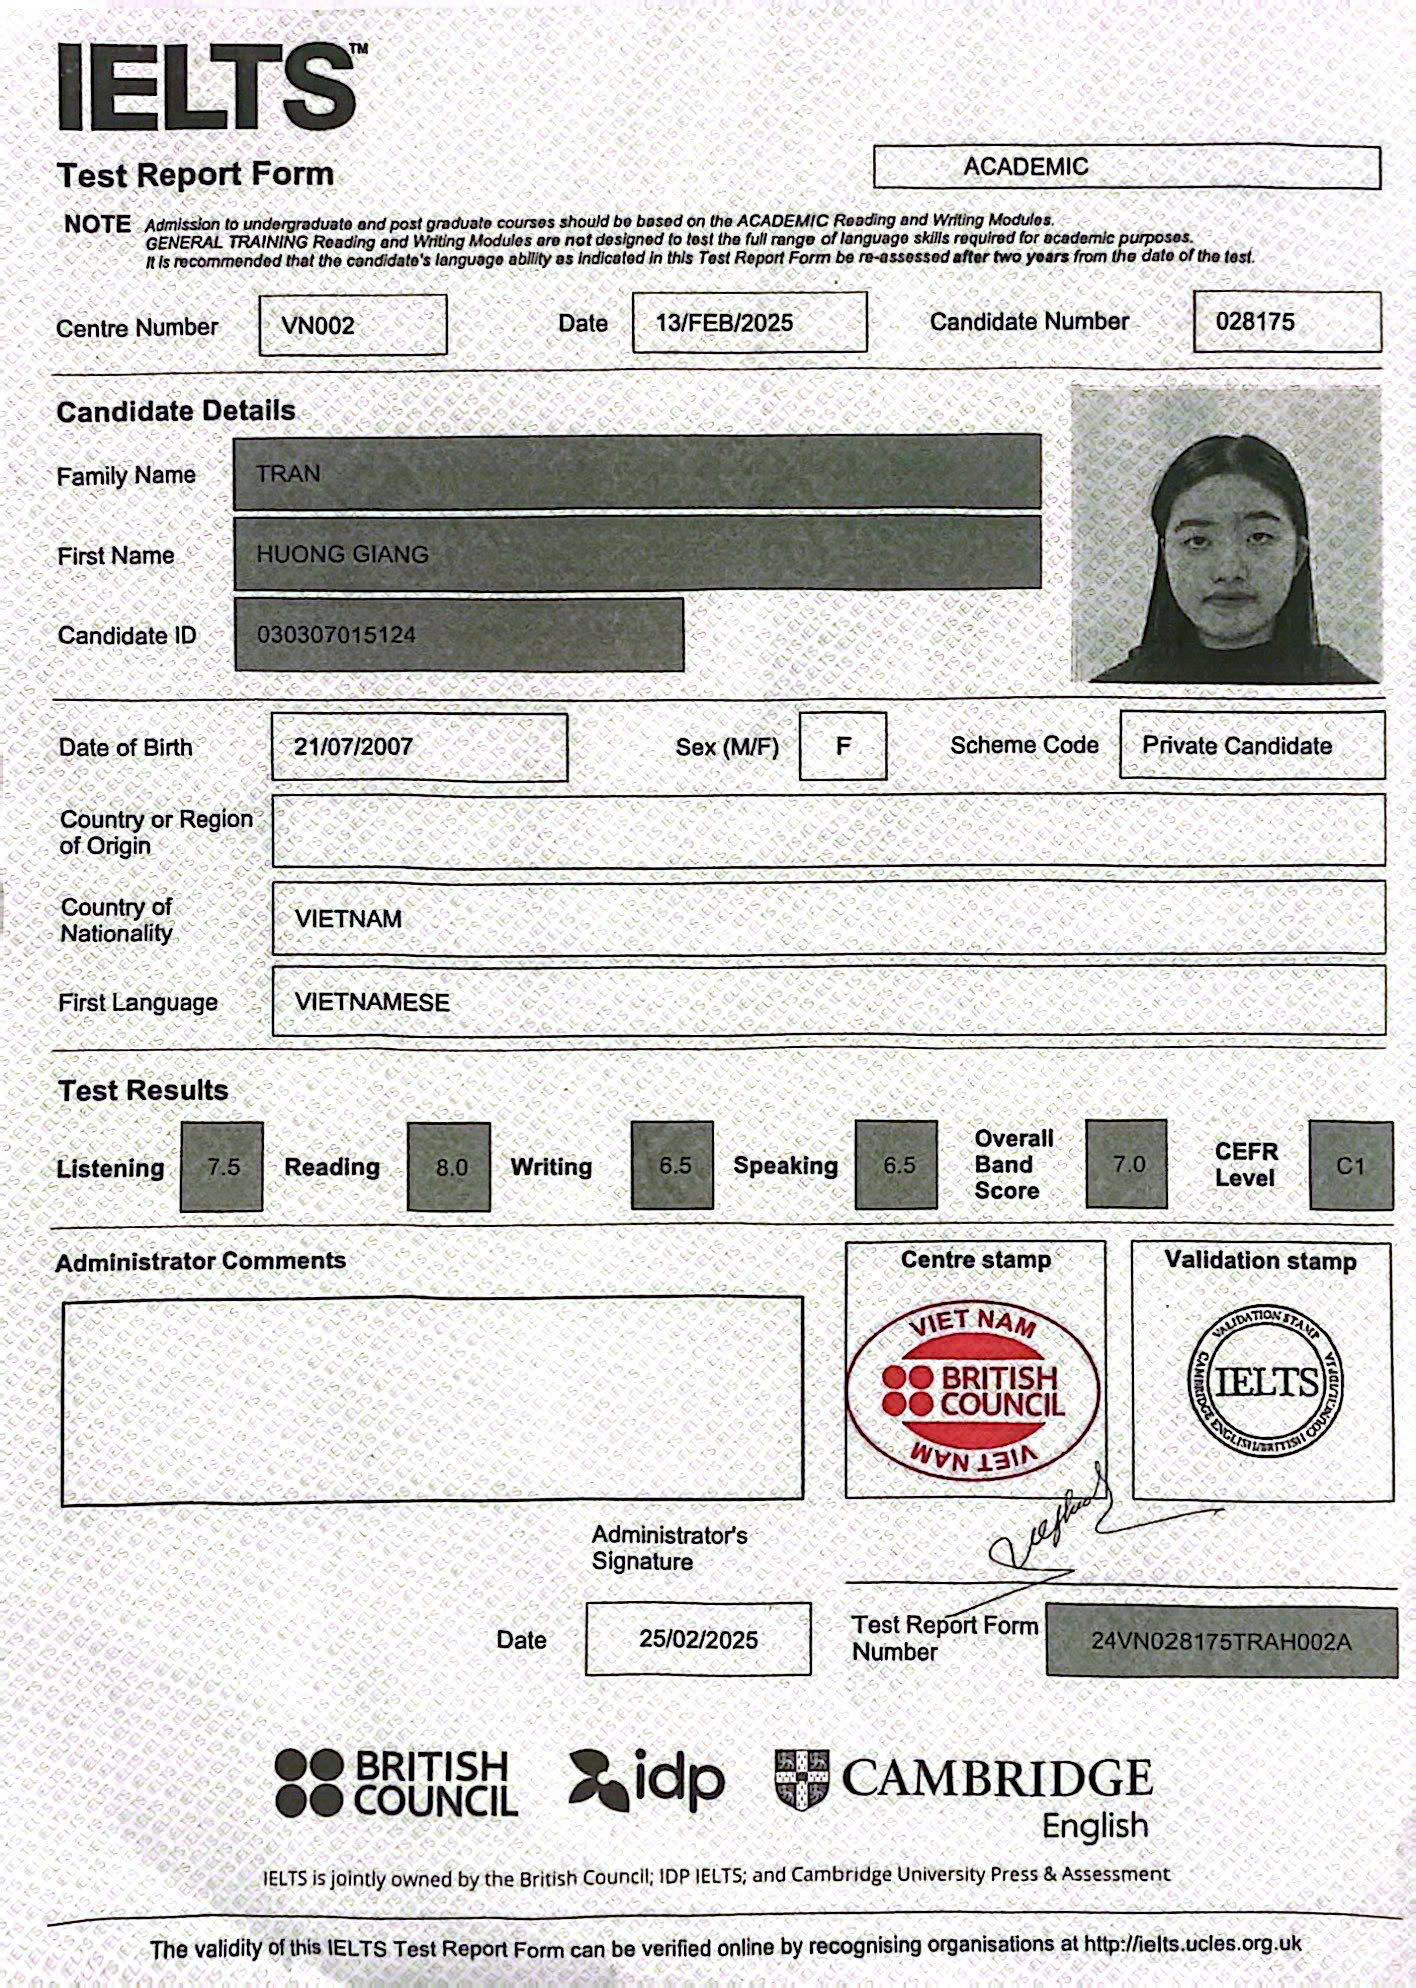 IELTS™
Test Report Form
ACADEMIC
NOTE Admission to undergraduate and post graduate courses should be based on the ACADEMIC Reading and Writing Modules.
GENERAL TRAINING Reading and Writing Modules are not designed to test the full range of language skills required for academic purposes.
It is recommended that the candidate's language ability as indicated in this Test Report Form be re-assessed after two years from the date of the test.
Centre Number VN002 Date 13/FEB/2025 Candidate Number 028175
Candidate Details
Family Name TRAN
First Name HUONG GIANG
Candidate ID 030307015124
Date of Birth 21/07/2007 Sex (M/F) F Scheme Code Private Candidate
Country or Region
of Origin
Country of
Nationality
VIETNAM
First Language VIETNAMESE
Test Results
Listening 7.5 Reading 8.0 Writing 6.5 Speaking 6.5
Overall
Band
Score
7.0
CEFR
Level
C1
Administrator Comments
Centre stamp
VIET NAM
BRITISH
COUNCIL
VIET NAM
Validation stamp
VALIDATION STAMP
IELTS
CAMBRIDGE ENGLISH/BRITISH COUNCIL/IDP:IA
Administrator's
Signature
Date 25/02/2025
Test Report Form
Number
24VN028175TRAH002A
BRITISH
COUNCIL
idp
CAMBRIDGE
English
IELTS is jointly owned by the British Council; IDP IELTS; and Cambridge University Press & Assessment
The validity of this IELTS Test Report Form can be verified online by recognising organisations at http://ielts.ucles.org.uk